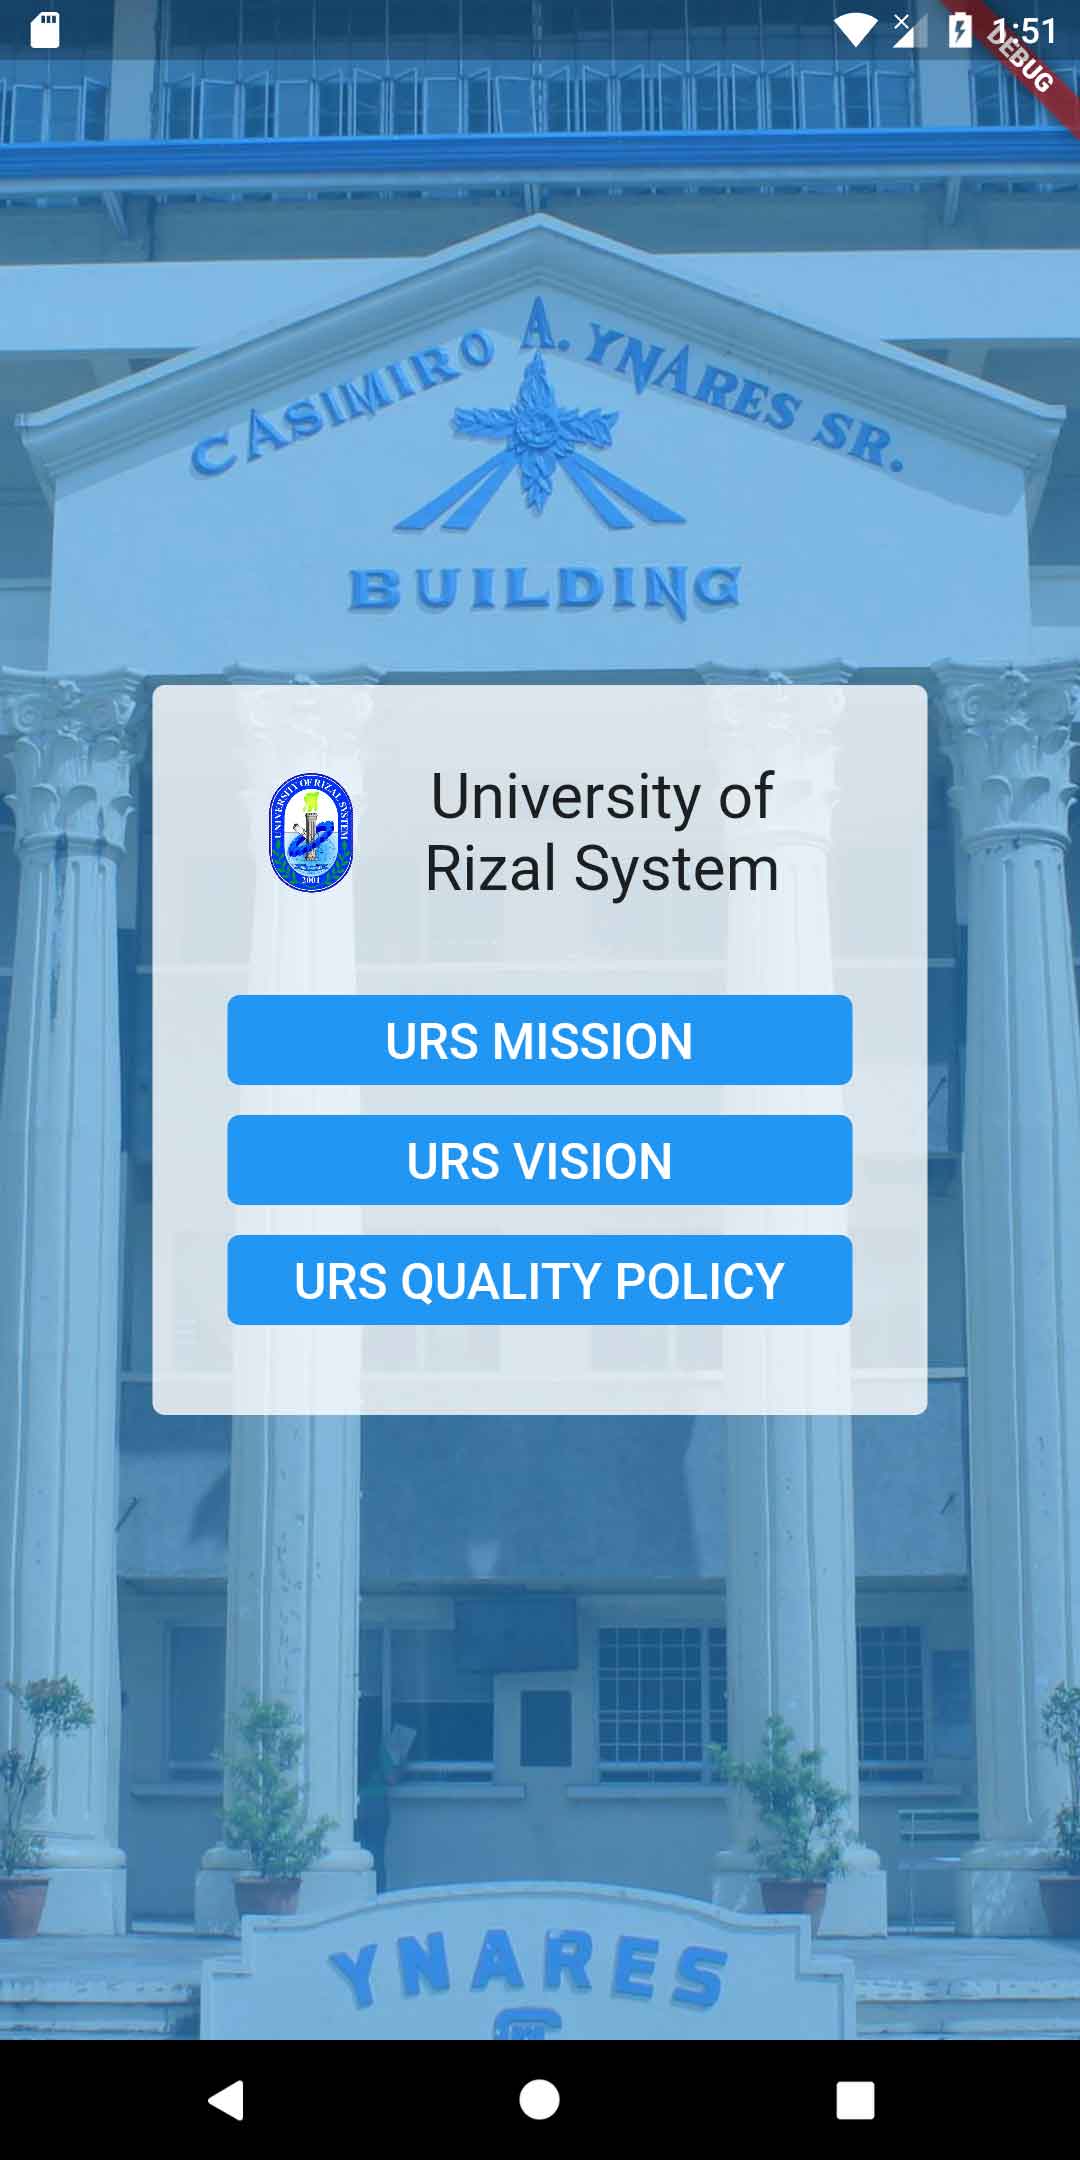 1:51
DEBUG
CASIMIRO A. YNARES SR.
BUILDING
UNIVERSITY OF RIZAL SYSTEM
2001
University of
Rizal System
URS MISSION
URS VISION
URS QUALITY POLICY
YNARES